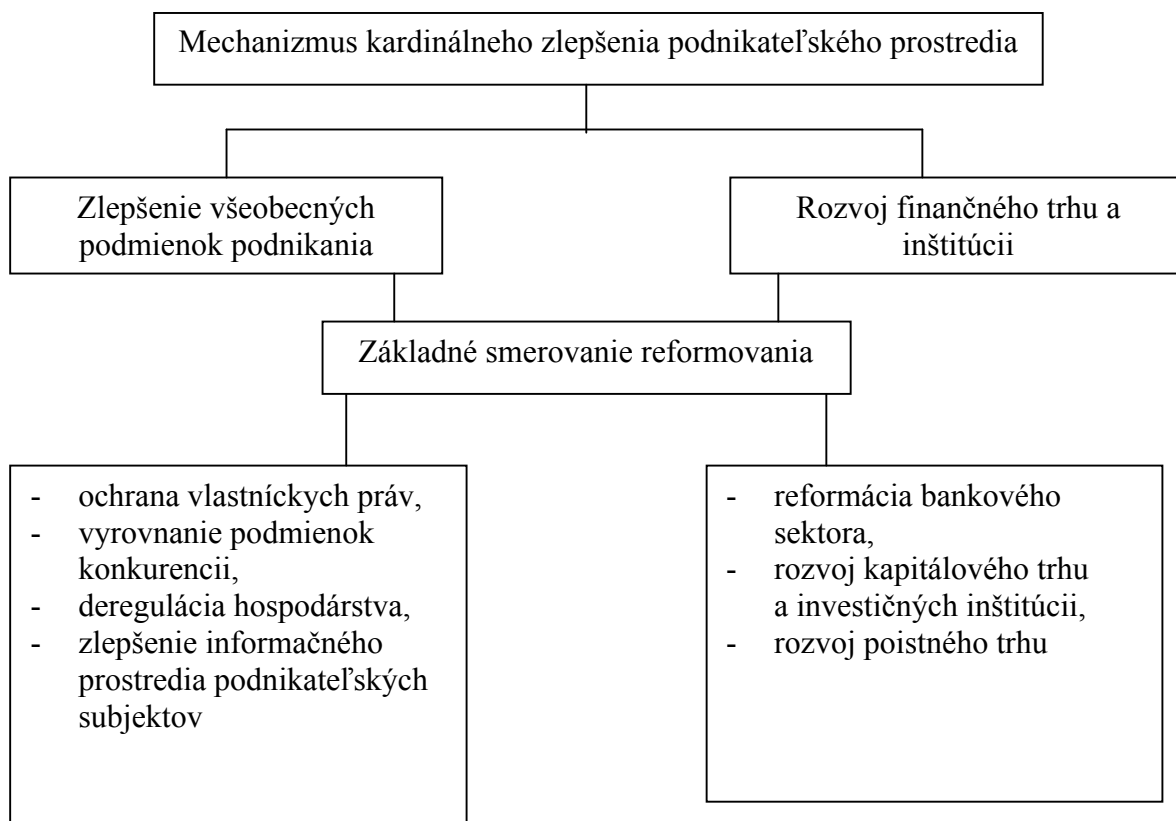 Mechanizmus kardinálneho zlepšenia podnikateľského prostredia
Zlepšenie všeobecných
podmienok podnikania
Rozvoj finančného trhu a
inštitúcii
Základné smerovanie reformovania
- ochrana vlastníckych práv,
- vyrovnanie podmienok
konkurencii,
- deregulácia hospodárstva,
- zlepšenie informačného
prostredia podnikateľských
subjektov
- reformácia bankového
sektora,
- rozvoj kapitálového trhu
a investičných inštitúcii,
- rozvoj poistného trhu